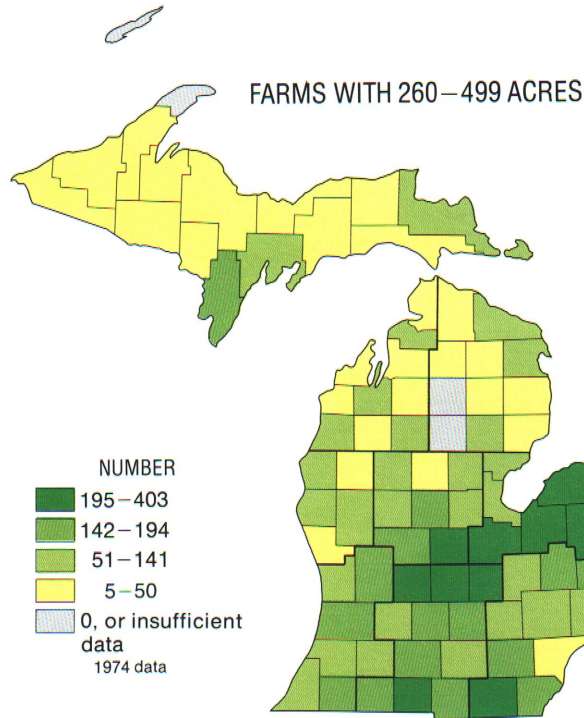 FARMS WITH 260–499 ACRES
NUMBER
195–403
142–194
51–141
5–50
0, or insufficient
data
1974 data